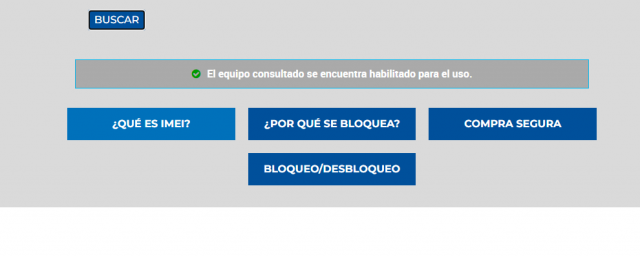 BUSCAR
El equipo consultado se encuentra habilitado para el uso.
¿QUÉ ES IMEI?
¿POR QUÉ SE BLOQUEA?
COMPRA SEGURA
BLOQUEO/DESBLOQUEO